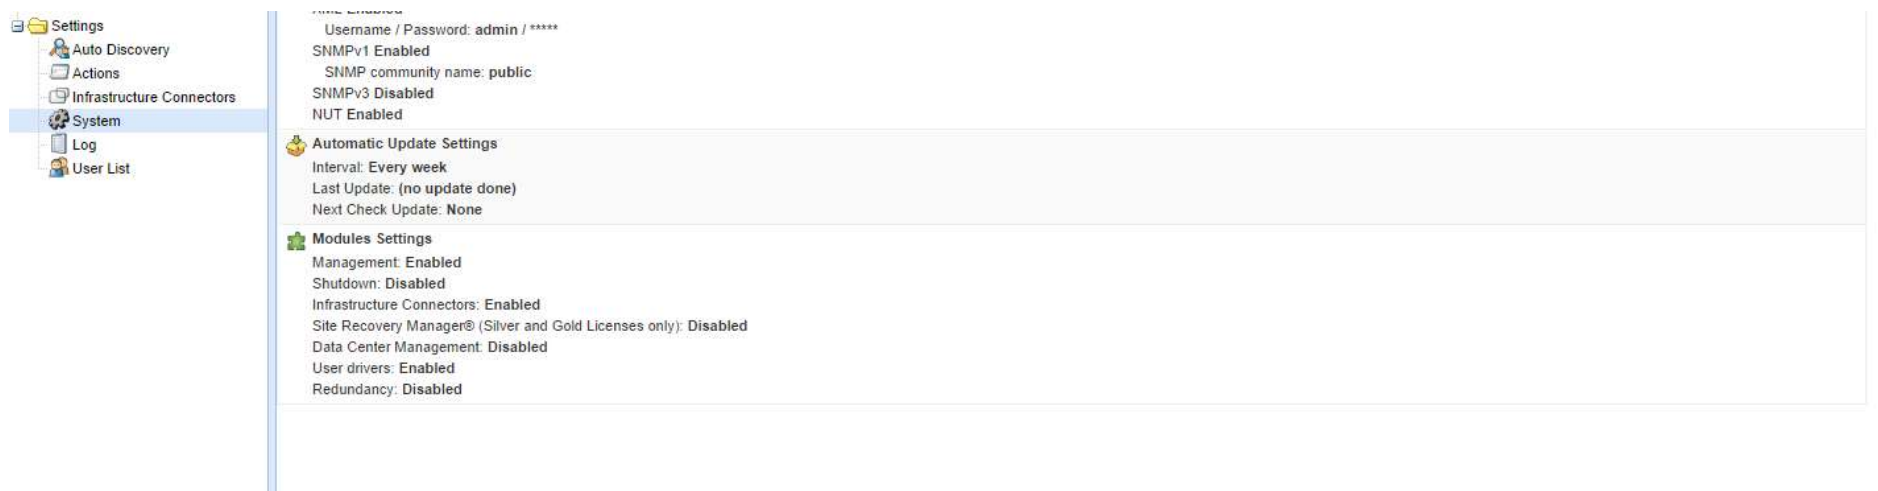 Settings
Auto Discovery
Actions
Infrastructure Connectors
System
Log
User List
Enabled
Username / Password: admin / *****
SNMPv1 Enabled
SNMP community name: public
SNMPv3 Disabled
NUT Enabled
Automatic Update Settings
Interval: Every week
Last Update: (no update done)
Next Check Update: None
Modules Settings
Management: Enabled
Shutdown: Disabled
Infrastructure Connectors: Enabled
Site Recovery Manager® (Silver and Gold Licenses only): Disabled
Data Center Management: Disabled
User drivers: Enabled
Redundancy: Disabled